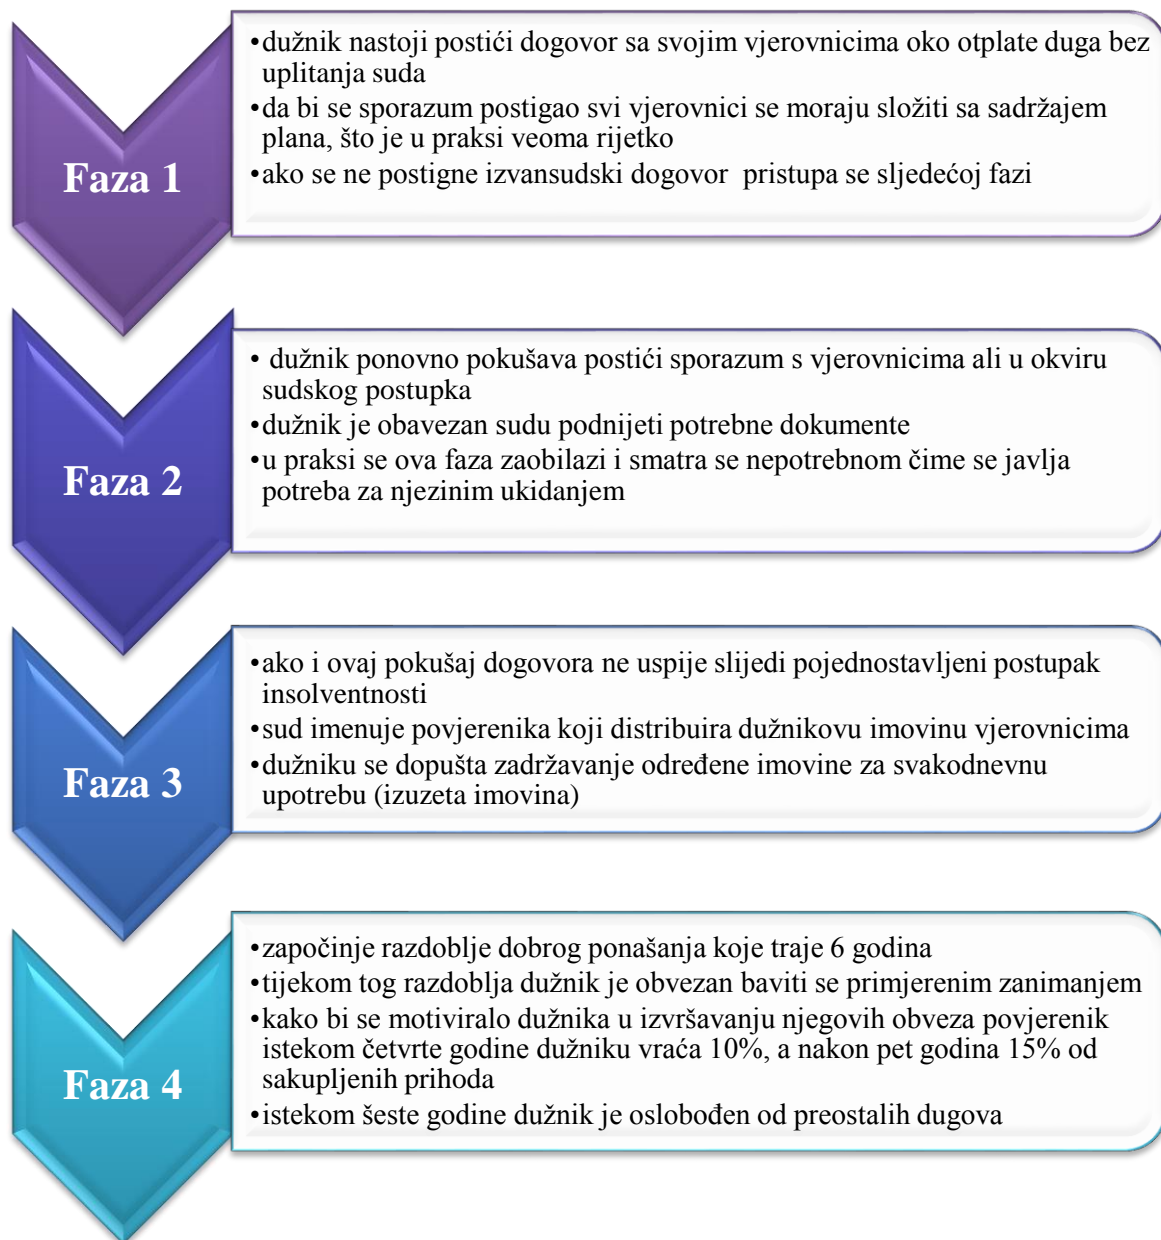 Faza 1
•dužnik nastoji postići dogovor sa svojim vjerovnicima oko otplate duga bez
uplitanja suda
•da bi se sporazum postigao svi vjerovnici se moraju složiti sa sadržajem
plana, što je u praksi veoma rijetko
•ako se ne postigne izvansudski dogovor pristupa se sljedećoj fazi
Faza 2
• dužnik ponovno pokušava postići sporazum s vjerovnicima ali u okviru
sudskog postupka
•dužnik je obavezan sudu podnijeti potrebne dokumente
•u praksi se ova faza zaobilazi i smatra se nepotrebnom čime se javlja
potreba za njezinim ukidanjem
Faza 3
•ako i ovaj pokušaj dogovora ne uspije slijedi pojednostavljeni postupak
insolventnosti
•sud imenuje povjerenika koji distribuira dužnikovu imovinu vjerovnicima
•dužniku se dopušta zadržavanje određene imovine za svakodnevnu
upotrebu (izuzeta imovina)
Faza 4
•započinje razdoblje dobrog ponašanja koje traje 6 godina
•tijekom tog razdoblja dužnik je obvezan baviti se primjerenim zanimanjem
•kako bi se motiviralo dužnika u izvršavanju njegovih obveza povjerenik
istekom četvrte godine dužniku vraća 10%, a nakon pet godina 15% od
sakupljenih prihoda
•istekom šeste godine dužnik je oslobođen od preostalih dugova